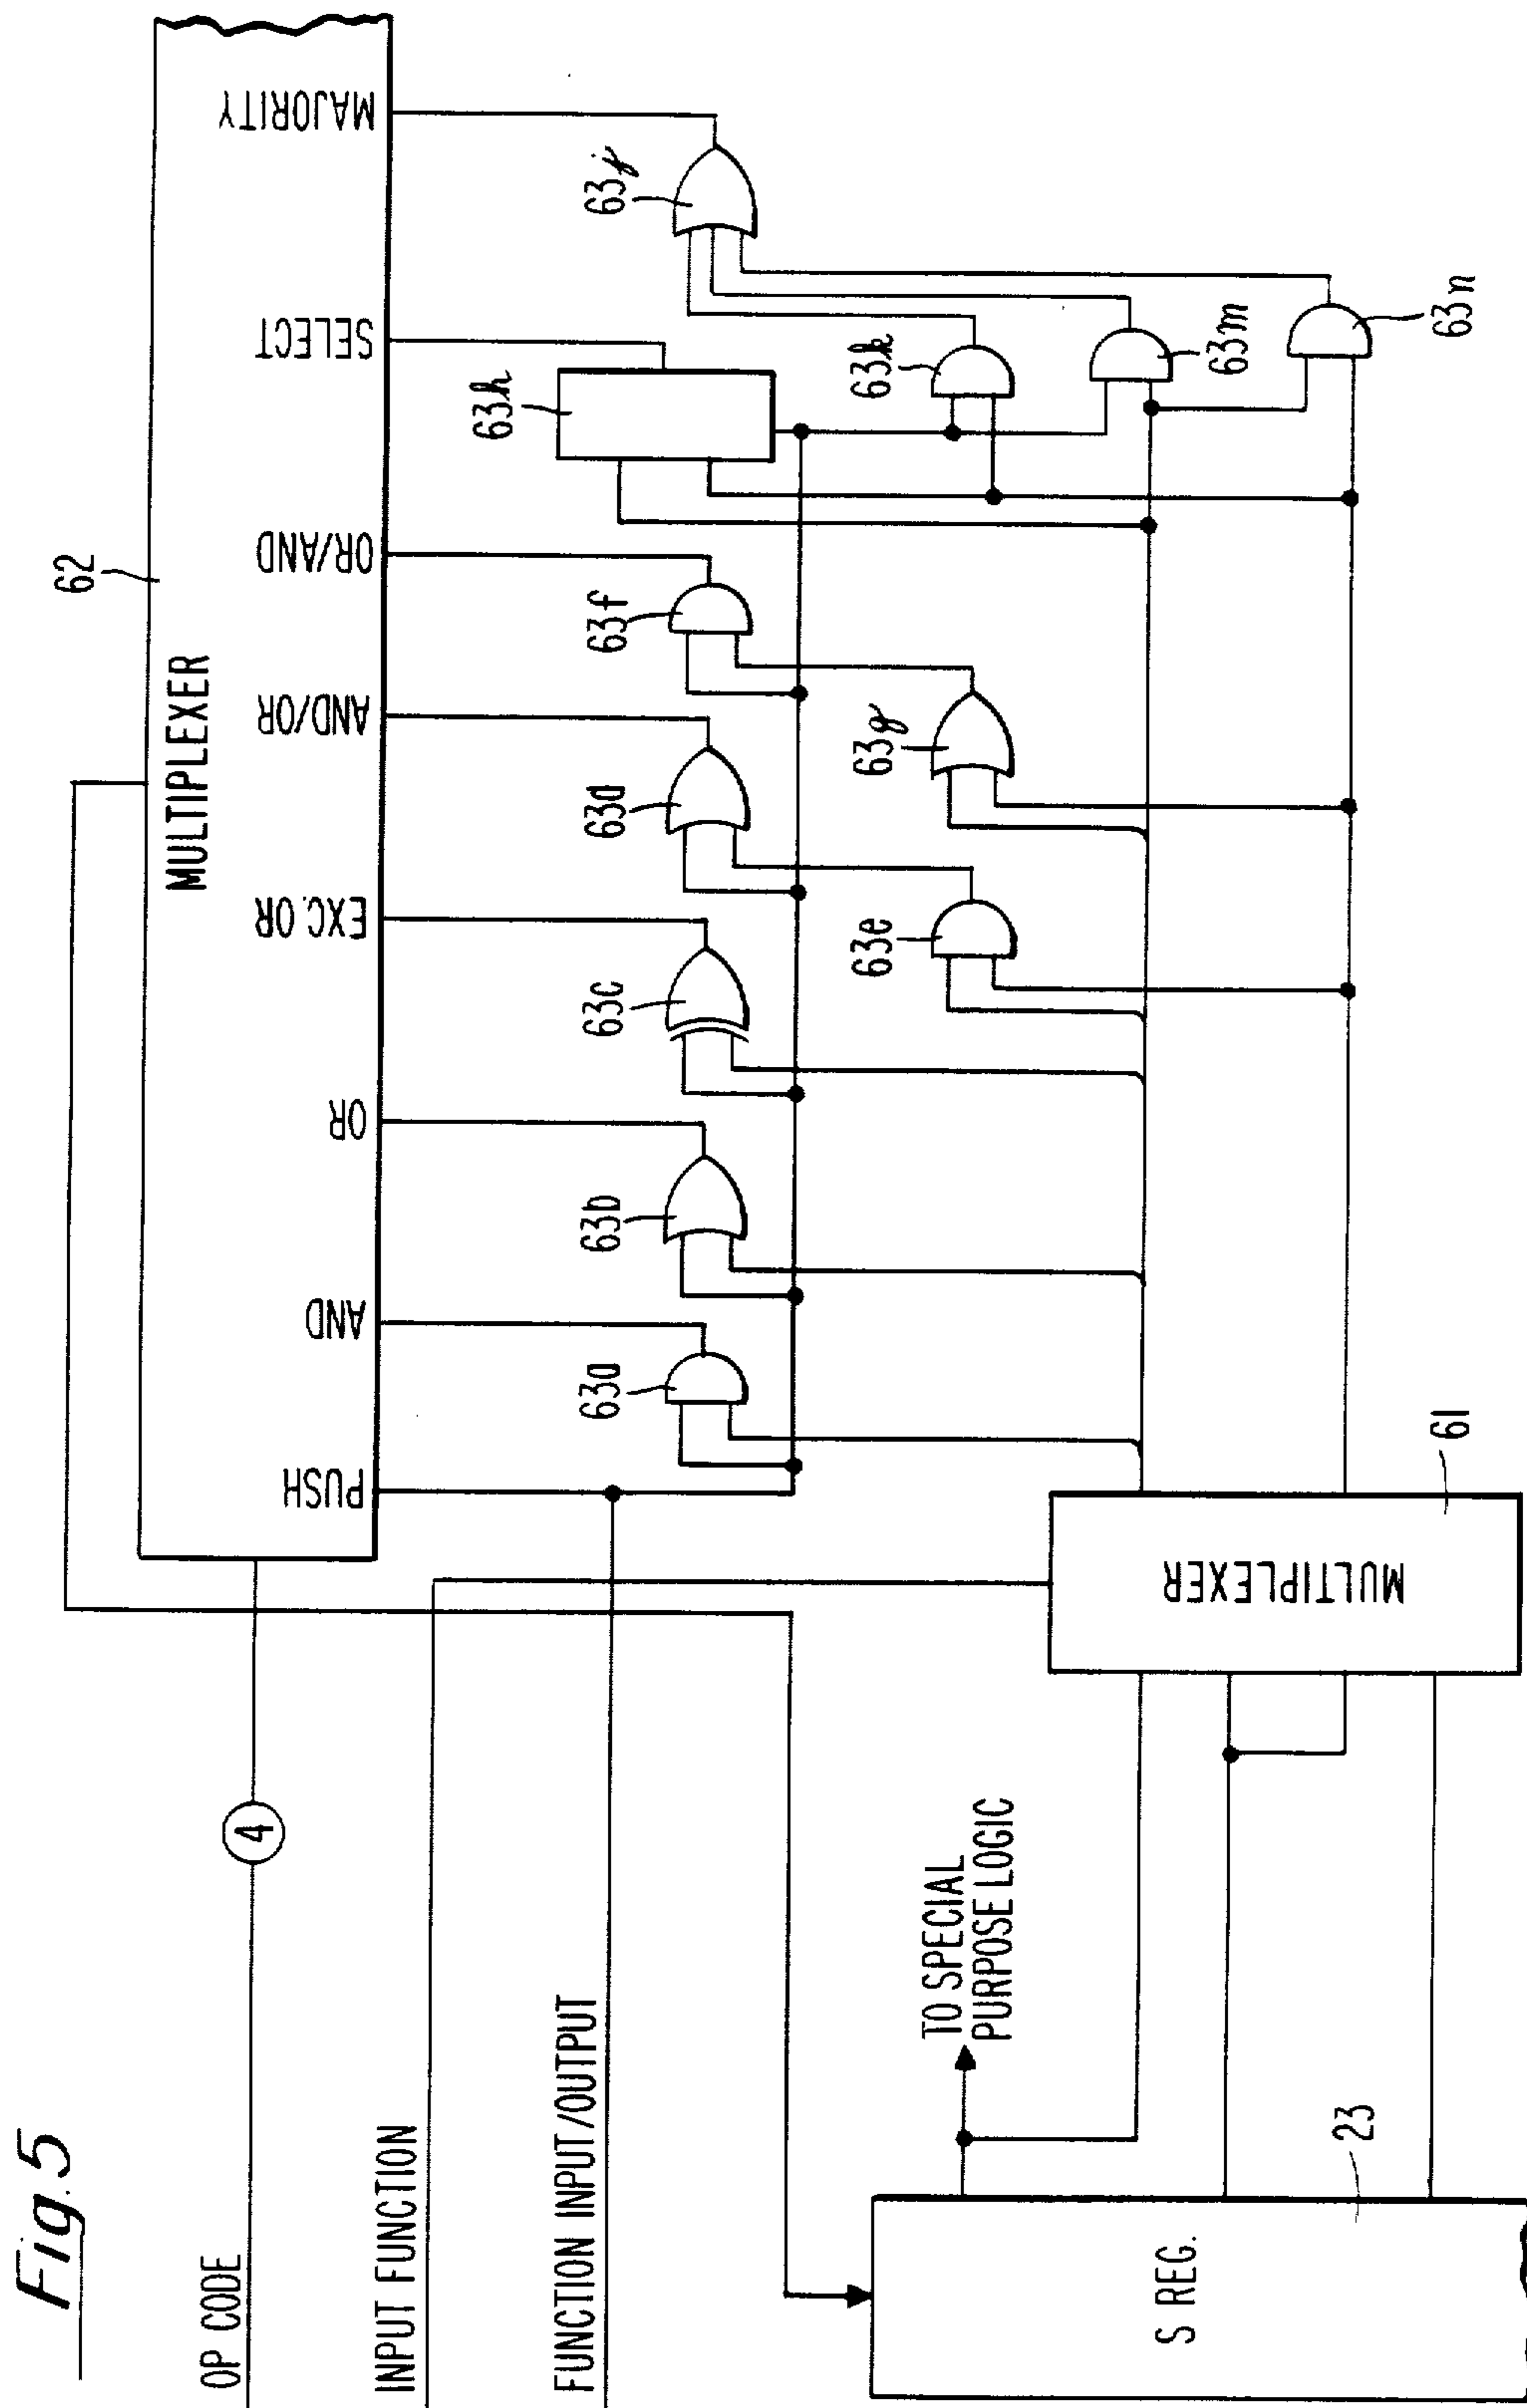 Fig. 5
OP CODE
4
INPUT FUNCTION
FUNCTION INPUT/OUTPUT
TO SPECIAL
PURPOSE LOGIC
S REG.
23
MULTIPLEXER
61
62
MULTIPLEXER
PUSH
AND
OR
EXC. OR
AND/OR
OR/AND
SELECT
MAJORITY
63a
63b
63c
63d
63e
63f
63g
63h
63j
63k
63m
63n